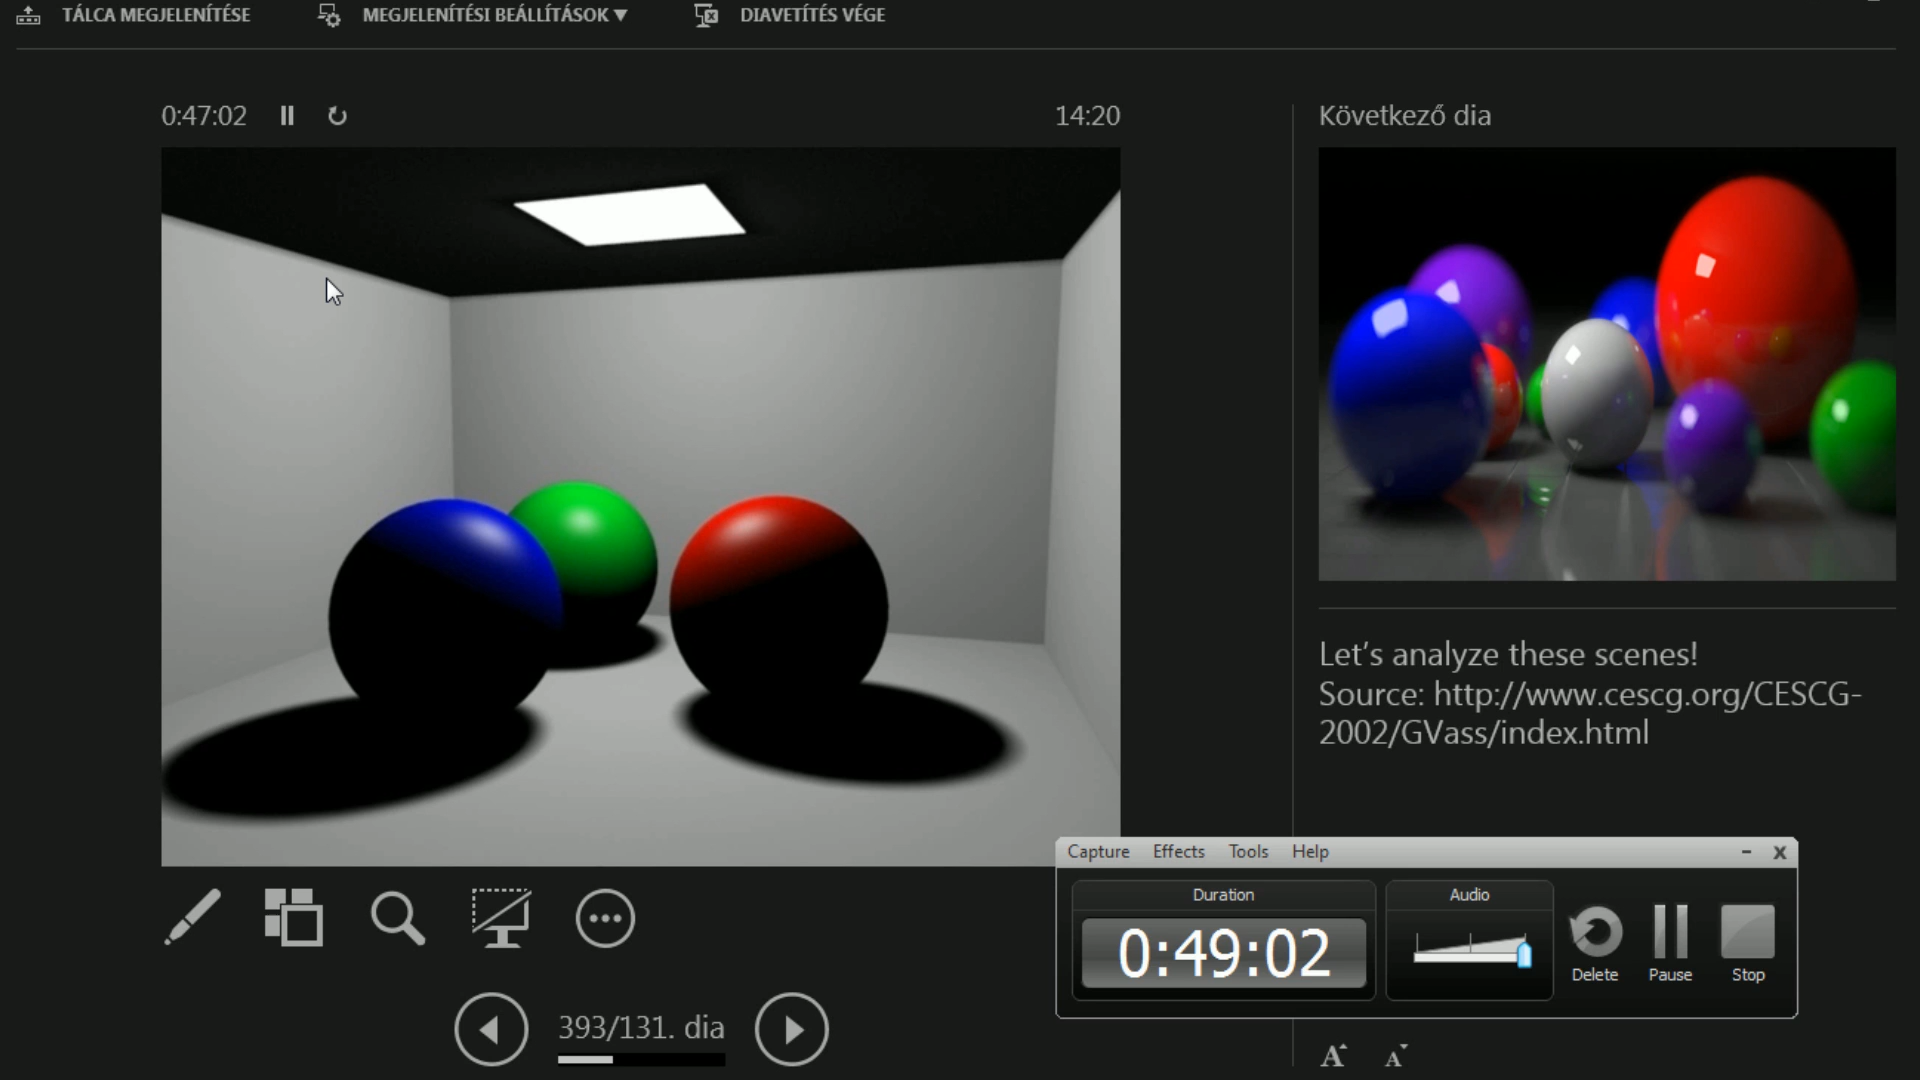 TÁLCA MEGJELENÍTÉSE
MEGJELENÍTÉSI BEÁLLÍTÁSOK ▼
DIAVETÍTÉS VÉGE
0:47:02
14:20
Következő dia
Let's analyze these scenes!
Source: http://www.cescg.org/CESCG-
2002/GVass/index.html
Capture Effects Tools Help
Duration
Audio
0:49:02
Delete
Pause
Stop
393/131. dia
A A